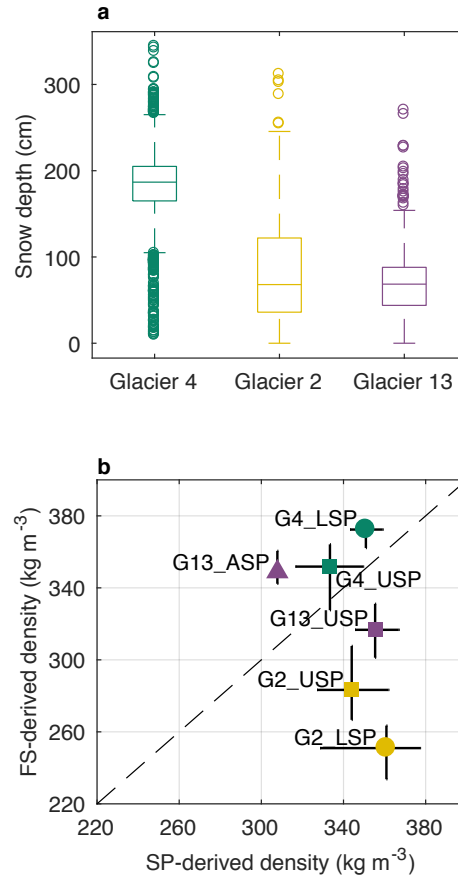 a
300
200
100
0
Snow depth (cm)
Glacier 4 Glacier 2 Glacier 13
b
380
340
300
260
220
FS-derived density (kg m⁻³)
G4_LSP
G13_ASP
G4_USP
G13_USP
G2_USP
G2_LSP
220 260 300 340 380
SP-derived density (kg m⁻³)